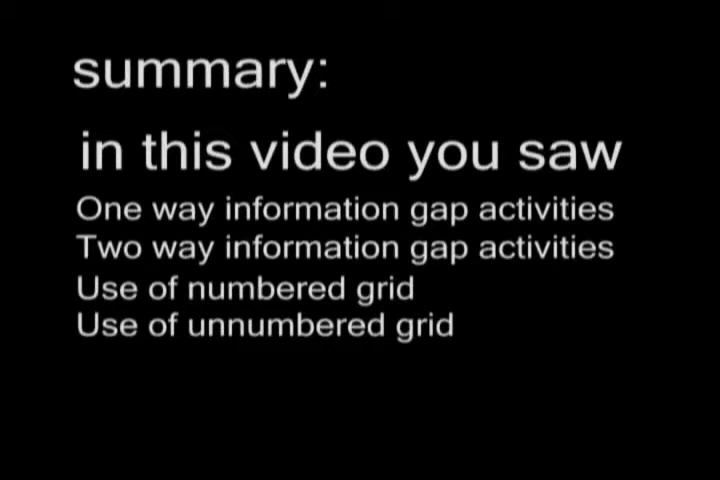 summary:
in this video you saw
One way information gap activities
Two way information gap activities
Use of numbered grid
Use of unnumbered grid